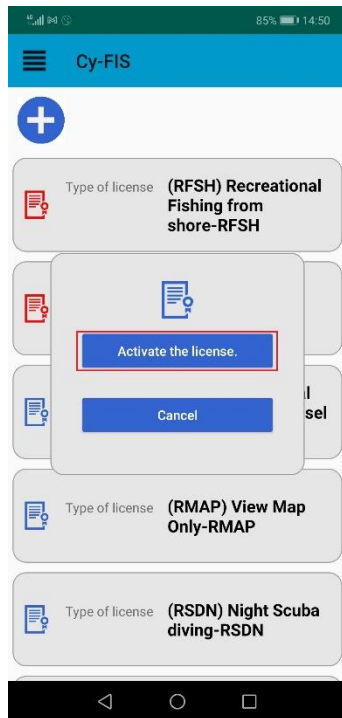 85% 14:50
Cy-FIS
Type of license (RFSH) Recreational
Fishing from
shore-RFSH
Activate the license.
Cancel
l
sel
Type of license (RMAP) View Map
Only-RMAP
Type of license (RSDN) Night Scuba
diving-RSDN